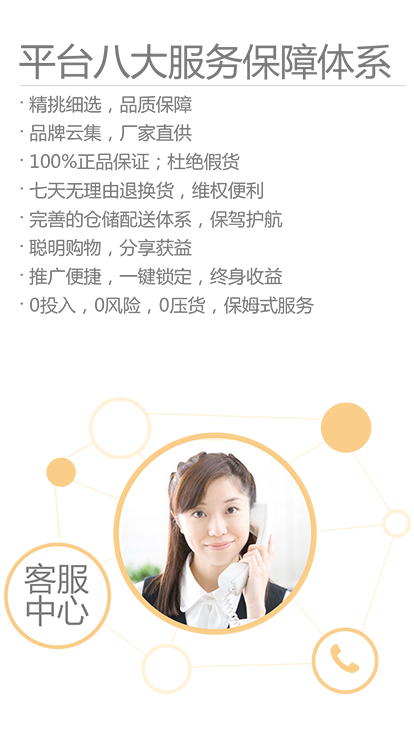 平台八大服务保障体系
· 精挑细选，品质保障
· 品牌云集，厂家直供
· 100%正品保证；杜绝假货
· 七天无理由退换货，维权便利
· 完善的仓储配送体系，保驾护航
· 聪明购物，分享获益
· 推广便捷，一键锁定，终身收益
· 0投入，0风险，0压货，保姆式服务
客服
中心